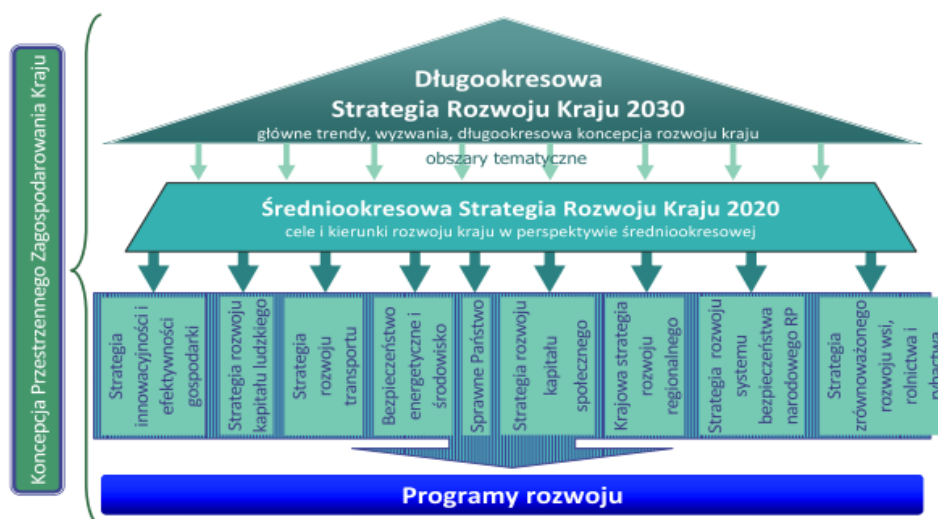 Koncepcja Przestrzennego Zagospodarowania Kraju
Długookresowa
Strategia Rozwoju Kraju 2030
główne trendy, wyzwania, długookresowa koncepcja rozwoju kraju
obszary tematyczne
Średniookresowa Strategia Rozwoju Kraju 2020
cele i kierunki rozwoju kraju w perspektywie średniookresowej
Strategia
innowacyjności i
efektywności
gospodarki
Strategia rozwoju
kapitału ludzkiego
Strategia
rozwoju
transportu
Bezpieczeństwo
energetyczne i
środowisko
Sprawne Państwo
Strategia rozwoju
kapitału
społecznego
Krajowa strategia
rozwoju
regionalnego
Strategia rozwoju
systemu
bezpieczeństwa
narodowego RP
Strategia
zrównoważonego
rozwoju wsi,
rolnictwa i
rybactwa
Programy rozwoju